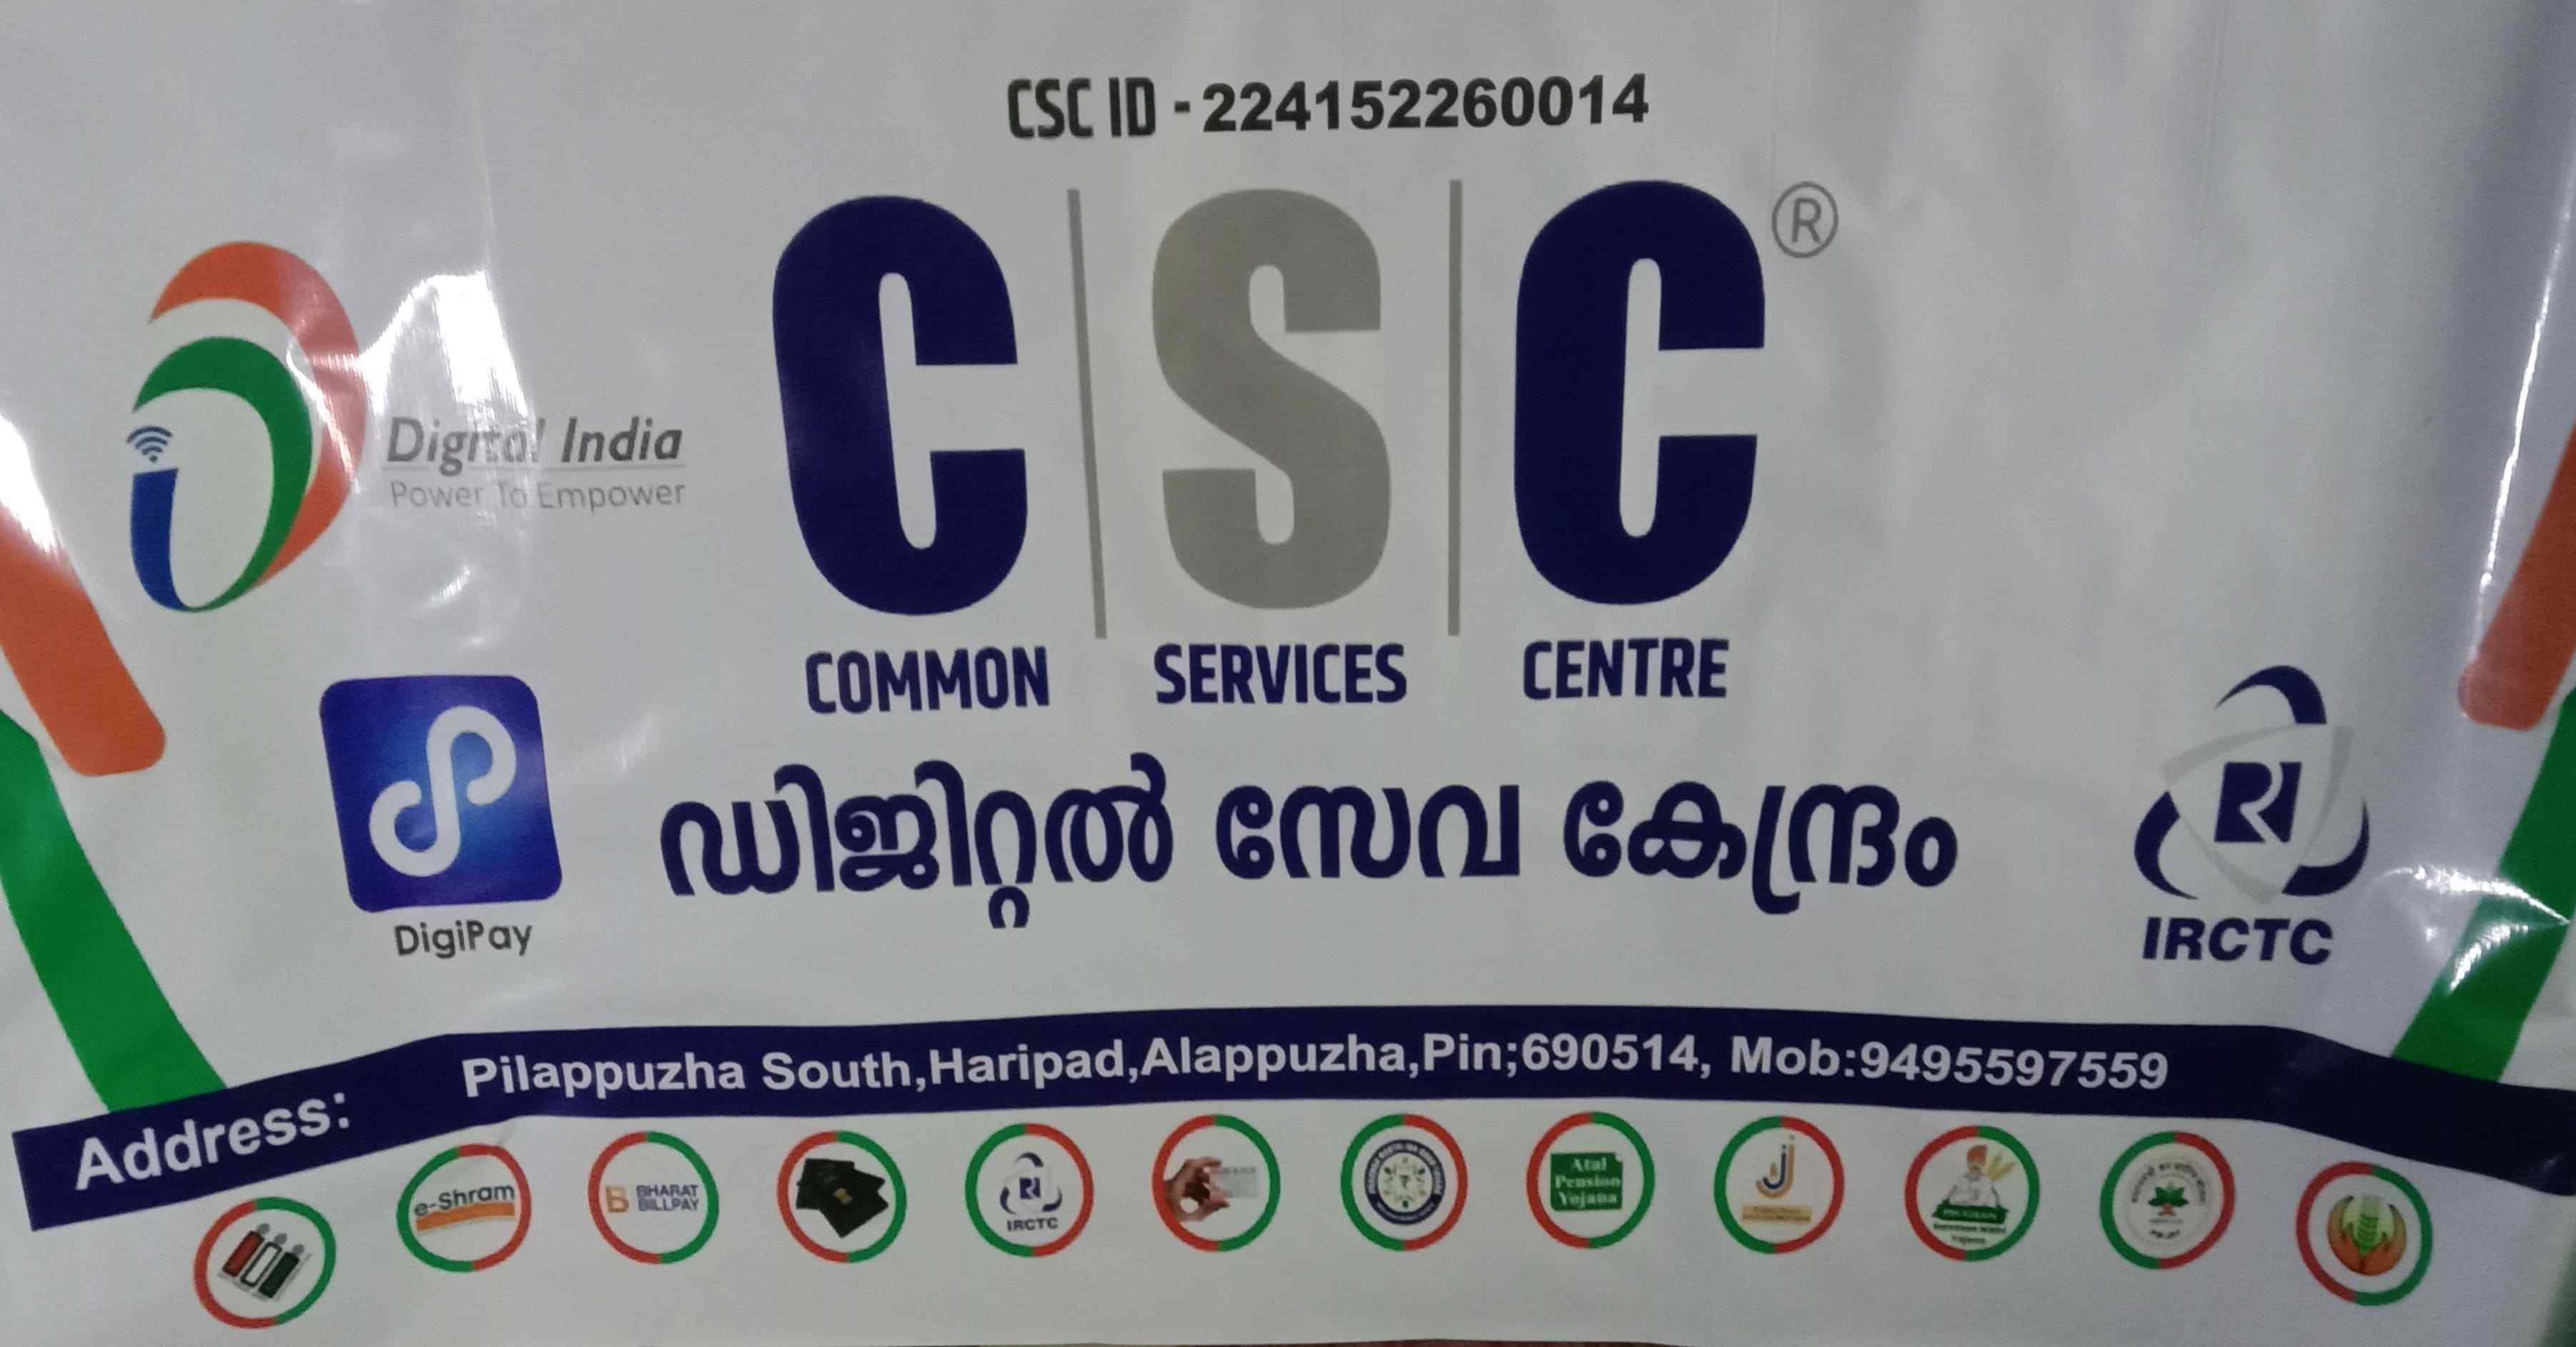 CSC ID - 224152260014
C S C ®
Digital India
Power To Empower
COMMON SERVICES CENTRE
ഡിജിറ്റൽ സേവ കേന്ദ്രം
DigiPay
IRCTC
Address: Pilappuzha South,Haripad,Alappuzha,Pin;690514, Mob:9495597559
e-Shram
BHARAT
BILLPAY
IRCTC
Atal
Pension
Yojana